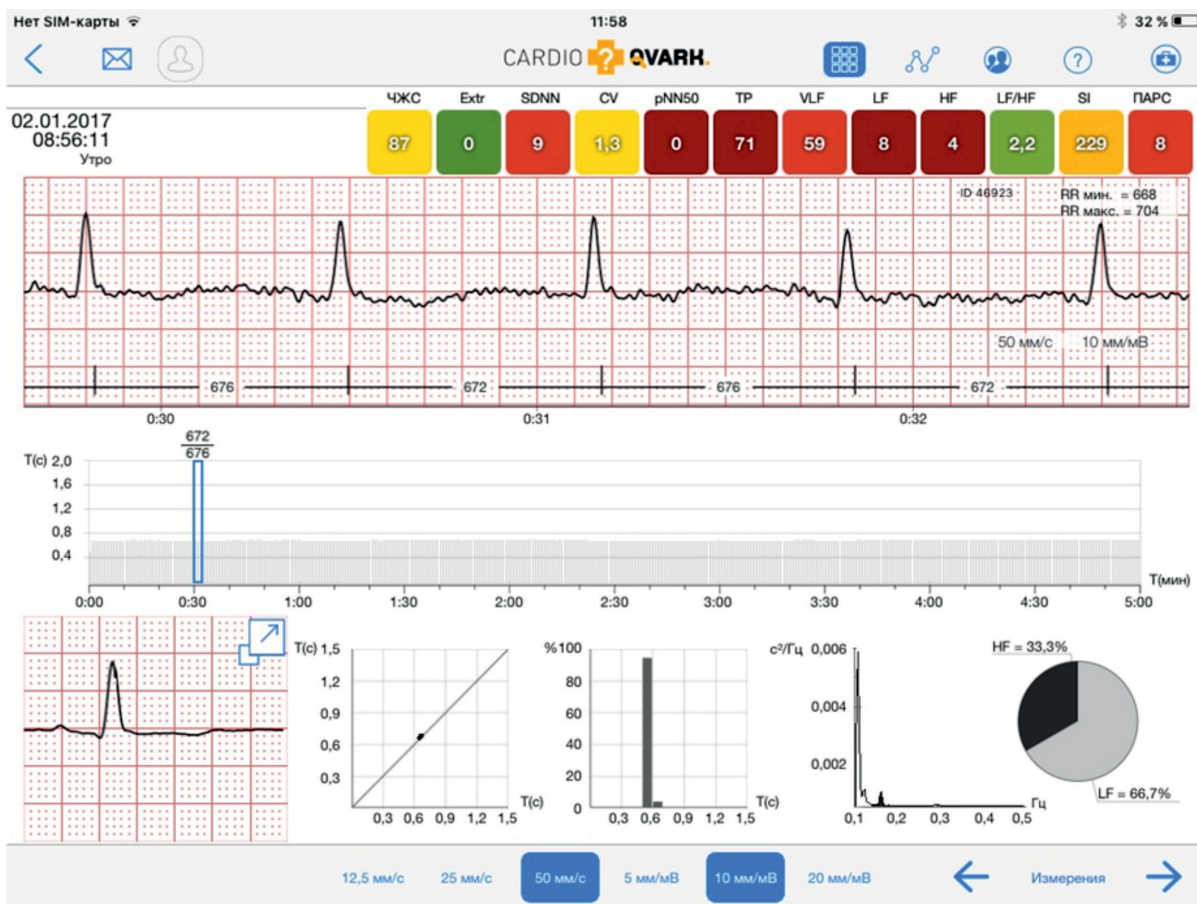 Нет SIM-карты 11:58 32 %
CARDIO ? QVARK.
?
ЧЖС Extr SDNN CV pNN50 TP VLF LF HF LF/HF SI ПАРС
02.01.2017
08:56:11
Утро
87 0 9 1,3 0 71 59 8 4 2,2 229 8
ID 46923
RR мин. = 668
RR макс. = 704
50 мм/с 10 мм/мВ
676 672 676 672
0:30 0:31 0:32
672
676
T(с) 2,0
1,6
1,2
0,8
0,4
T(мин)
0:00 0:30 1:00 1:30 2:00 2:30 3:00 3:30 4:00 4:30 5:00
T(с) 1,5
1,2
0,9
0,6
0,3
T(с)
0,3 0,6 0,9 1,2 1,5
% 100
80
60
40
20
0
T(с)
0,3 0,6 0,9 1,2 1,5
с²/Гц 0,006
0,004
0,002
Гц
0,1 0,2 0,3 0,4 0,5
HF = 33,3%
LF = 66,7%
12,5 мм/с 25 мм/с 50 мм/с 5 мм/мВ 10 мм/мВ 20 мм/мВ Измерения